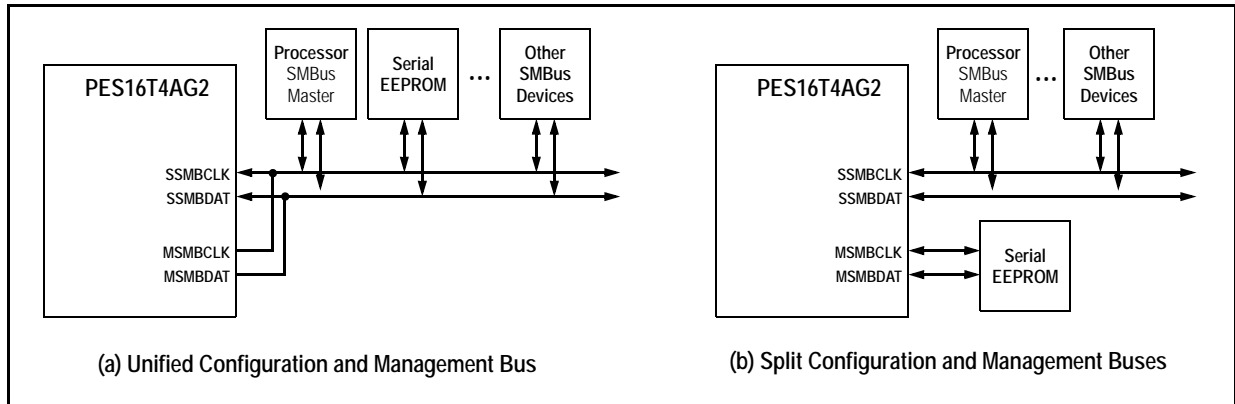 PES16T4AG2
Processor
SMBus
Master
Serial
EEPROM
...
Other
SMBus
Devices
SSMBCLK
SSMBDAT
MSMBCLK
MSMBDAT
(a) Unified Configuration and Management Bus
PES16T4AG2
Processor
SMBus
Master
...
Other
SMBus
Devices
SSMBCLK
SSMBDAT
MSMBCLK
MSMBDAT
Serial
EEPROM
(b) Split Configuration and Management Buses